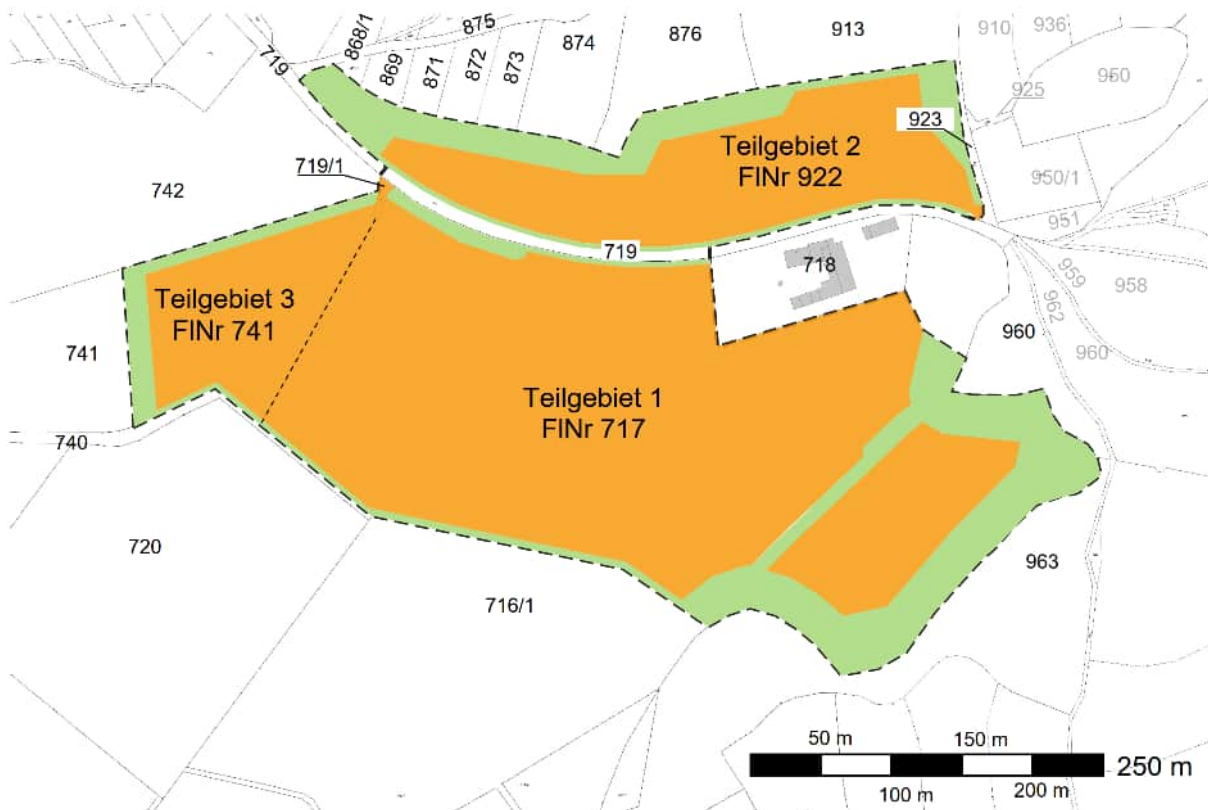 868/1
875
719
869
871
872
873
874
876
913
910
936
925
950
923
719/1
742
Teilgebiet 2
FlNr 922
950/1
951
719
718
959
958
962
960
960
Teilgebiet 3
FlNr 741
741
Teilgebiet 1
FlNr 717
740
720
716/1
963
50 m
150 m
250 m
100 m
200 m